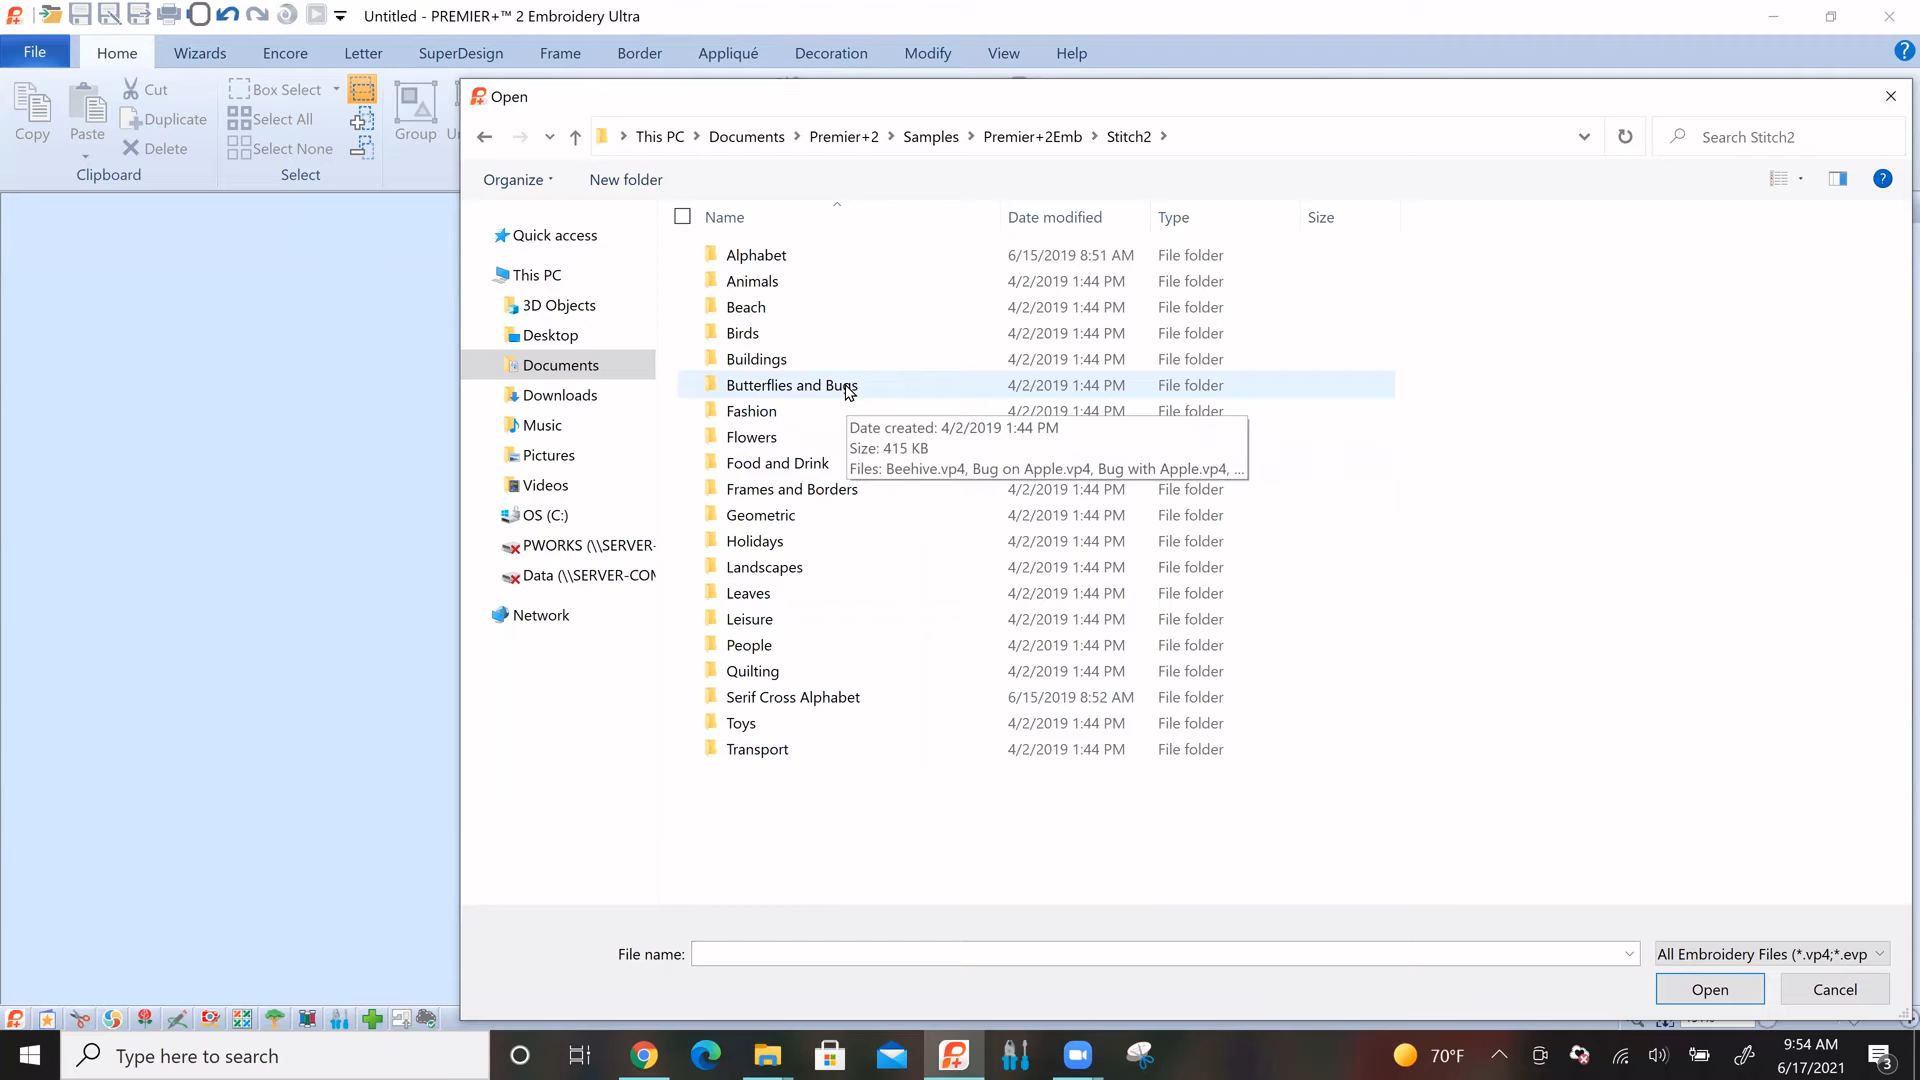 Untitled - PREMIER+™ 2 Embroidery Ultra
File Home Wizards Encore Letter SuperDesign Frame Border Appliqué Decoration Modify View Help
Copy
Paste
Cut
Duplicate
Delete
Clipboard
Box Select
Select All
Select None
Select
Group
Open
This PC > Documents > Premier+2 > Samples > Premier+2Emb > Stitch2 >
Search Stitch2
Organize
New folder
Quick access
This PC
3D Objects
Desktop
Documents
Downloads
Music
Pictures
Videos
OS (C:)
PWORKS (\\SERVER-
Data (\\SERVER-COM
Network
Name Date modified Type Size
Alphabet 6/15/2019 8:51 AM File folder
Animals 4/2/2019 1:44 PM File folder
Beach 4/2/2019 1:44 PM File folder
Birds 4/2/2019 1:44 PM File folder
Buildings 4/2/2019 1:44 PM File folder
Butterflies and Bugs 4/2/2019 1:44 PM File folder
Fashion 4/2/2019 1:44 PM File folder
Flowers
Food and Drink
Date created: 4/2/2019 1:44 PM
Size: 415 KB
Files: Beehive.vp4, Bug on Apple.vp4, Bug with Apple.vp4, ...
Frames and Borders 4/2/2019 1:44 PM File folder
Geometric 4/2/2019 1:44 PM File folder
Holidays 4/2/2019 1:44 PM File folder
Landscapes 4/2/2019 1:44 PM File folder
Leaves 4/2/2019 1:44 PM File folder
Leisure 4/2/2019 1:44 PM File folder
People 4/2/2019 1:44 PM File folder
Quilting 4/2/2019 1:44 PM File folder
Serif Cross Alphabet 6/15/2019 8:52 AM File folder
Toys 4/2/2019 1:44 PM File folder
Transport 4/2/2019 1:44 PM File folder
File name:
All Embroidery Files (*.vp4;*.evp
Open
Cancel
Type here to search
70°F
9:54 AM
6/17/2021
3